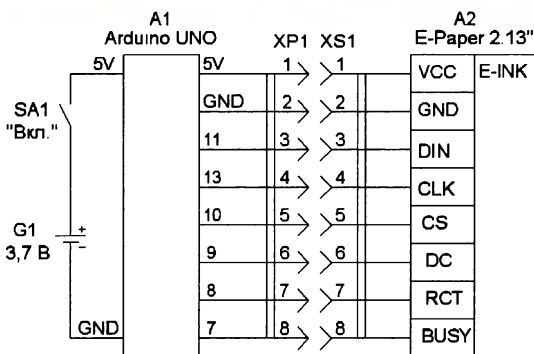 A1
Arduino UNO
A2
E-Paper 2.13"
XP1 XS1
5V 5V 1 1 VCC E-INK
GND 2 2 GND
SA1
"Вкл."
11 3 3 DIN
13 4 4 CLK
10 5 5 CS
G1 +
3,7 В -
9 6 6 DC
8 7 7 RCT
GND 7 8 8 BUSY